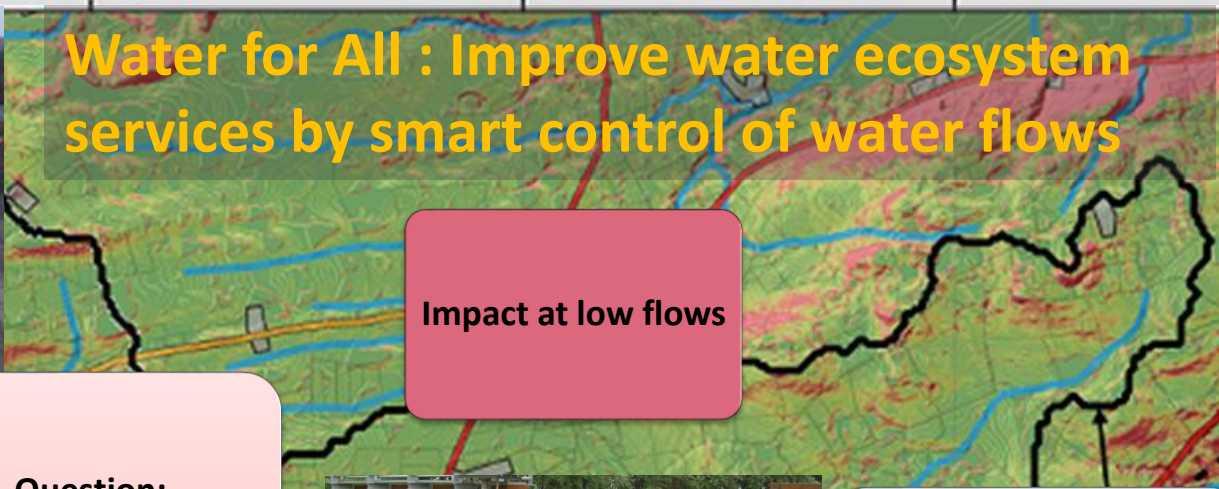 Water for All : Improve water ecosystem
services by smart control of water flows
Impact at low flows
Question: